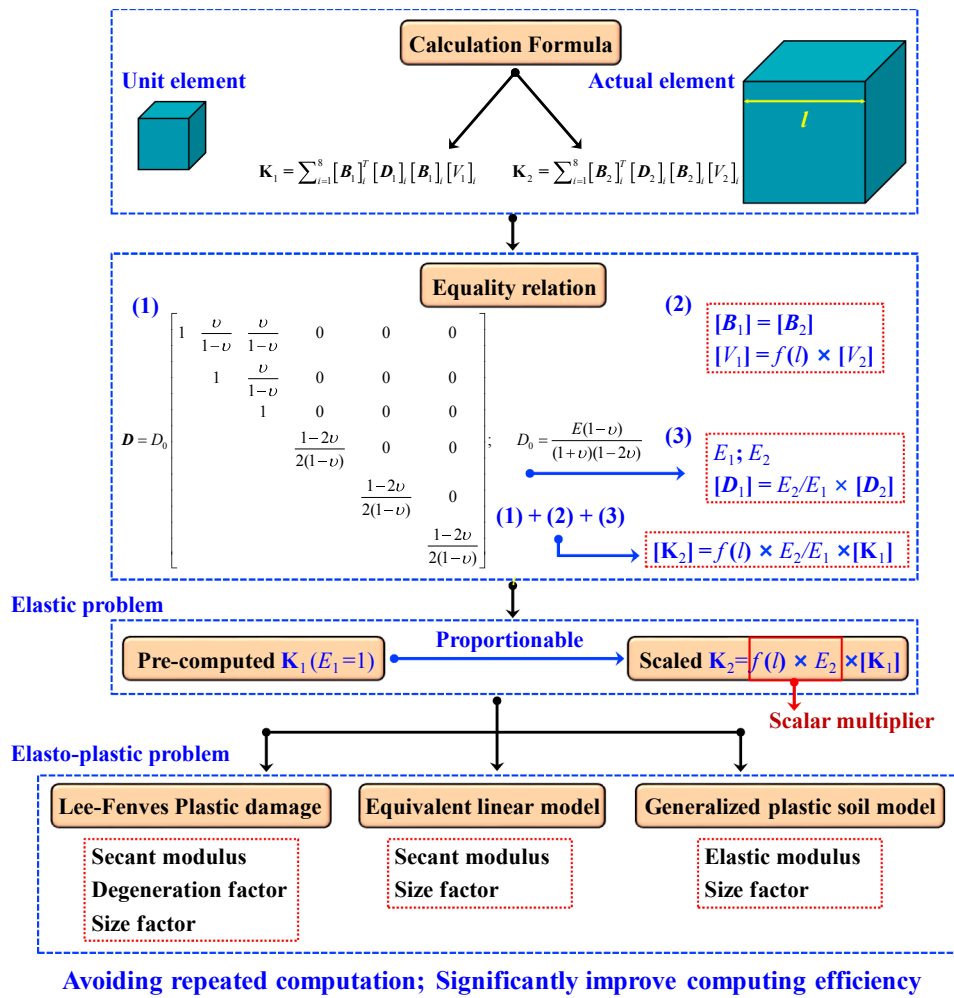 Calculation Formula
Unit element
Actual element
l
K₁ = ∑ᵢ₌₁⁸ [B₁]ᵢᵀ [D₁]ᵢ [B₁]ᵢ [V₁]ᵢ
K₂ = ∑ᵢ₌₁⁸ [B₂]ᵢᵀ [D₂]ᵢ [B₂]ᵢ [V₂]ᵢ
Equality relation
(1)
D = D₀ [
1 υ/(1−υ) υ/(1−υ) 0 0 0
1 υ/(1−υ) 0 0 0
1 0 0 0
(1−2υ)/(2(1−υ)) 0 0
(1−2υ)/(2(1−υ)) 0
(1−2υ)/(2(1−υ))
];
D₀ = E(1−υ)/((1+υ)(1−2υ))
(2)
[B₁] = [B₂]
[V₁] = f(l) × [V₂]
(3)
E₁; E₂
[D₁] = E₂/E₁ × [D₂]
(1) + (2) + (3)
[K₂] = f(l) × E₂/E₁ ×[K₁]
Elastic problem
Pre-computed K₁(E₁=1)
Proportionable
Scaled K₂=f(l) × E₂ ×[K₁]
Scalar multiplier
Elasto-plastic problem
Lee-Fenves Plastic damage
Secant modulus
Degeneration factor
Size factor
Equivalent linear model
Secant modulus
Size factor
Generalized plastic soil model
Elastic modulus
Size factor
Avoiding repeated computation; Significantly improve computing efficiency